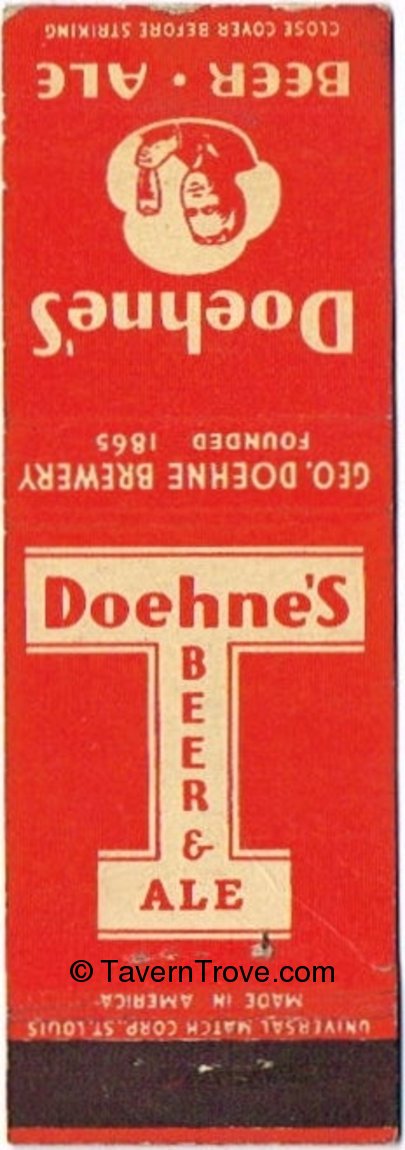 CLOSE COVER BEFORE STRIKING
BEER • ALE
Doehne's
GEO. DOEHNE BREWERY
FOUNDED 1865
Doehne's
BEER
&
ALE
© TavernTrove.com
MADE IN AMERICA
UNIVERSAL MATCH CORP. ST. LOUIS